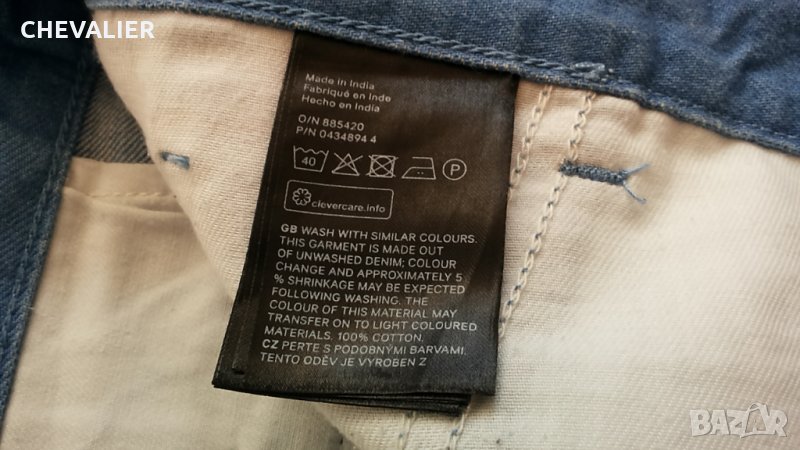 CHEVALIER
Made in India
Fabriqué en Inde
Hecho en India
O/N 885420
P/N 0434894 4
40
P
clevercare.info
GB WASH WITH SIMILAR COLOURS.
THIS GARMENT IS MADE OUT
OF UNWASHED DENIM; COLOUR
CHANGE AND APPROXIMATELY 5
% SHRINKAGE MAY BE EXPECTED
FOLLOWING WASHING. THE
COLOUR OF THIS MATERIAL MAY
TRANSFER ON TO LIGHT COLOURED
MATERIALS. 100% COTTON.
CZ PERTE S PODOBNÝMI BARVAMI.
TENTO ODĚV JE VYROBEN Z
BAZAR